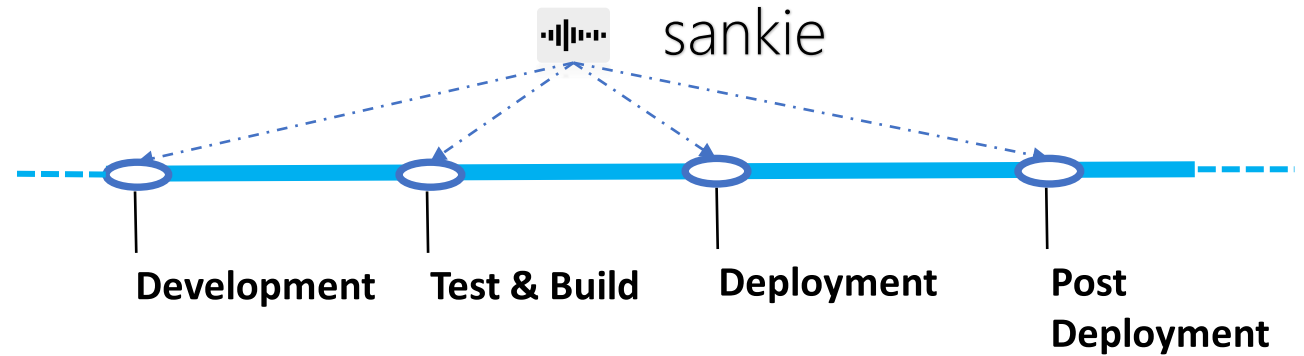 sankie
Development
Test & Build
Deployment
Post
Deployment